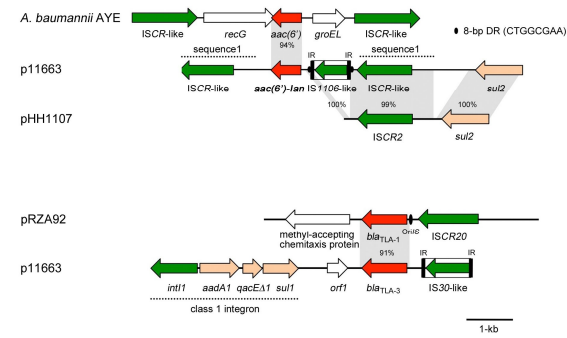 A. baumannii AYE
ISCR-like recG aac(6') groEL ISCR-like
8-bp DR (CTGGCGAA)
sequence1 94% IR IR sequence1
p11663
ISCR-like aac(6')-Ian IS1106-like ISCR-like sul2
100% 99% 100%
pHH1107
ISCR2 sul2
pRZA92
methyl-accepting chemitaxis protein
blaTLA-1 OriIS ISCR20
91% IR IR
p11663
intI1 aadA1 qacEΔ1 sul1 orf1 blaTLA-3 IS30-like
class 1 integron
1-kb